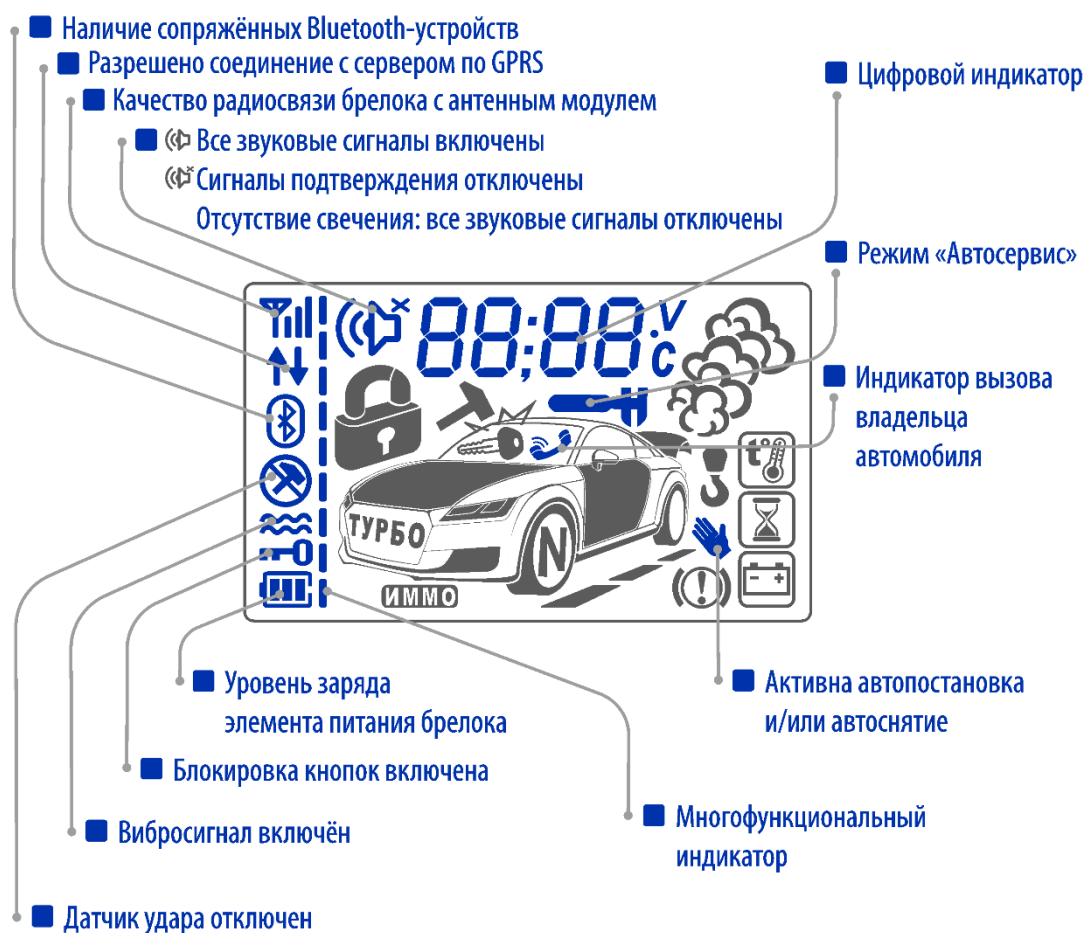 Наличие сопряжённых Bluetooth-устройств
Разрешено соединение с сервером по GPRS
Качество радиосвязи брелока с антенным модулем
Все звуковые сигналы включены
Сигналы подтверждения отключены
Отсутствие свечения: все звуковые сигналы отключены
Цифровой индикатор
Режим «Автосервис»
Индикатор вызова
владельца
автомобиля
88:88.V
C
t°
ТУРБО
N
ИММО
Уровень заряда
элемента питания брелока
Блокировка кнопок включена
Вибросигнал включён
Датчик удара отключен
Активна автопостановка
и/или автоснятие
Многофункциональный
индикатор